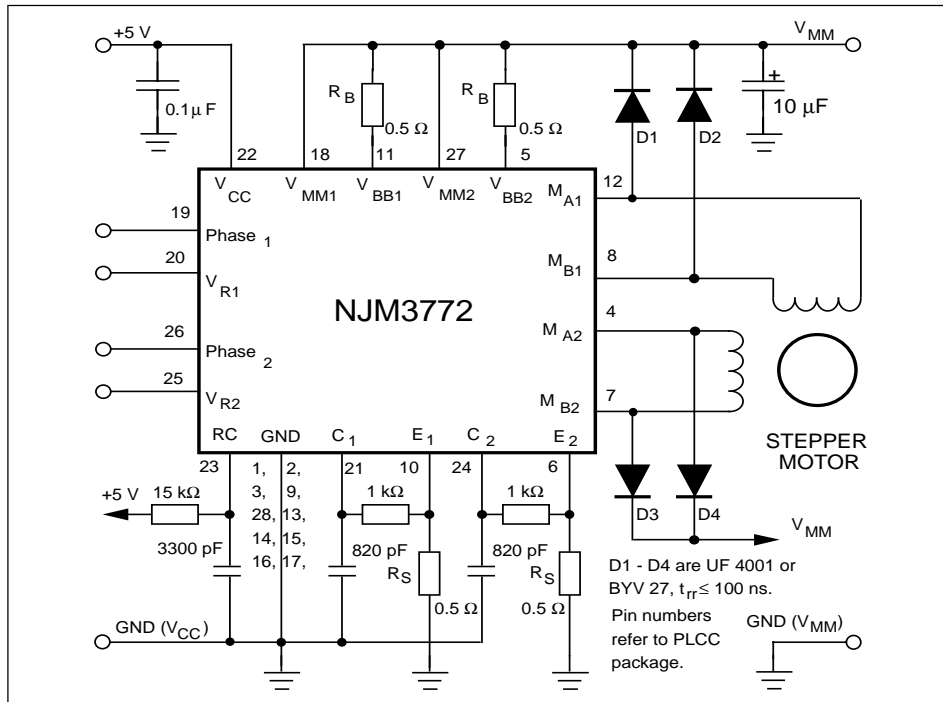 +5 V
V MM
0.1 µ F
R B
0.5 Ω
R B
0.5 Ω
D1
D2
+
10 µF
22
18
11
27
5
V CC
V MM1
V BB1
V MM2
V BB2
M A1
12
19
Phase 1
20
V R1
M B1
8
NJM3772
26
Phase 2
25
V R2
M A2
4
M B2
7
RC
GND
C 1
E 1
C 2
E 2
23
1, 2,
3, 9,
28, 13,
14, 15,
16, 17,
21
10
24
6
STEPPER
MOTOR
+5 V
15 kΩ
1 kΩ
1 kΩ
D3
D4
V MM
3300 pF
820 pF
R S
0.5 Ω
820 pF
R S
0.5 Ω
D1 - D4 are UF 4001 or
BYV 27, t rr ≤ 100 ns.
Pin numbers
refer to PLCC
package.
GND (V CC)
GND (V MM)